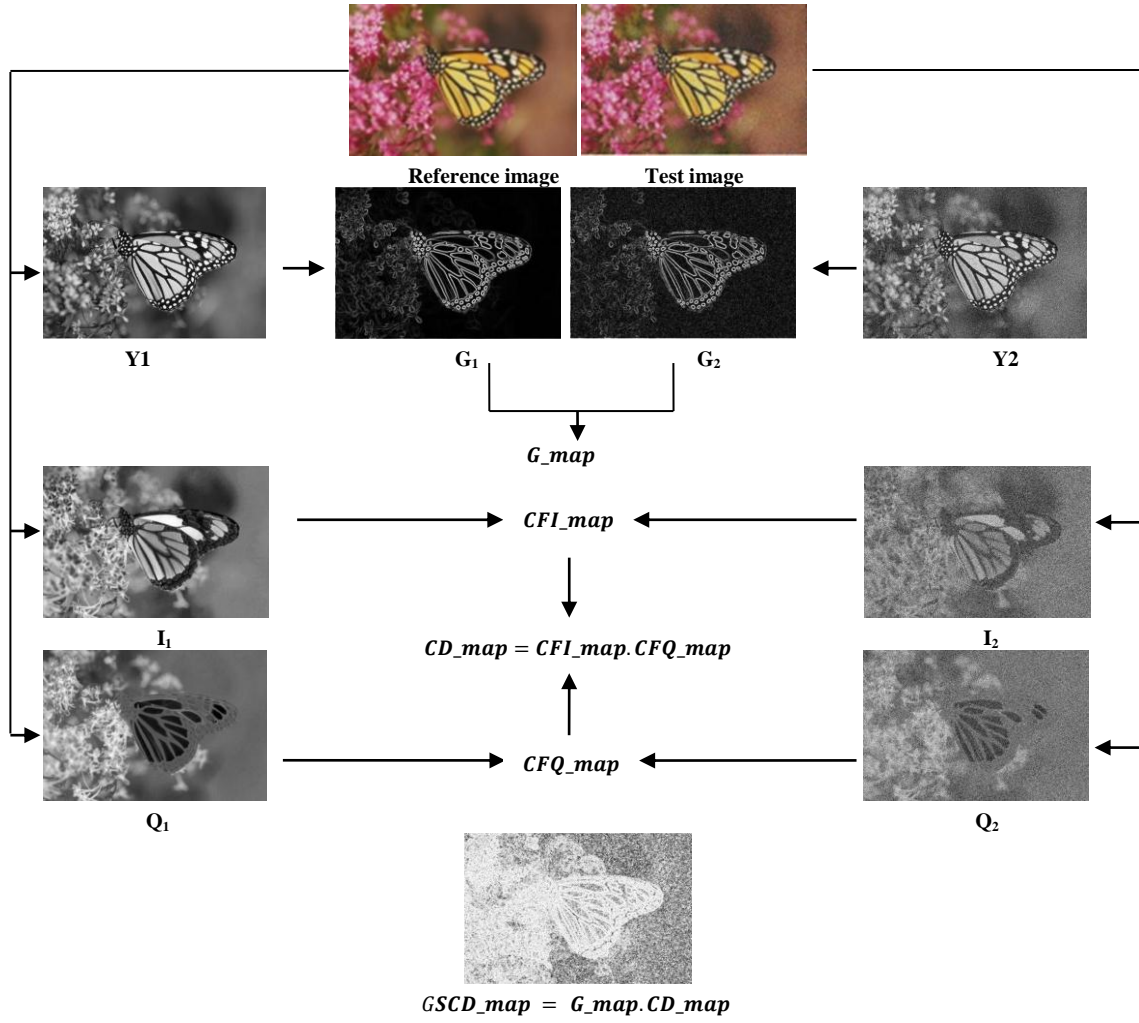 Reference image
Test image
Y1
G₁
G₂
Y2
G_map
CFI_map
I₁
CD_map = CFI_map.CFQ_map
I₂
CFQ_map
Q₁
Q₂
GSCD_map = G_map.CD_map